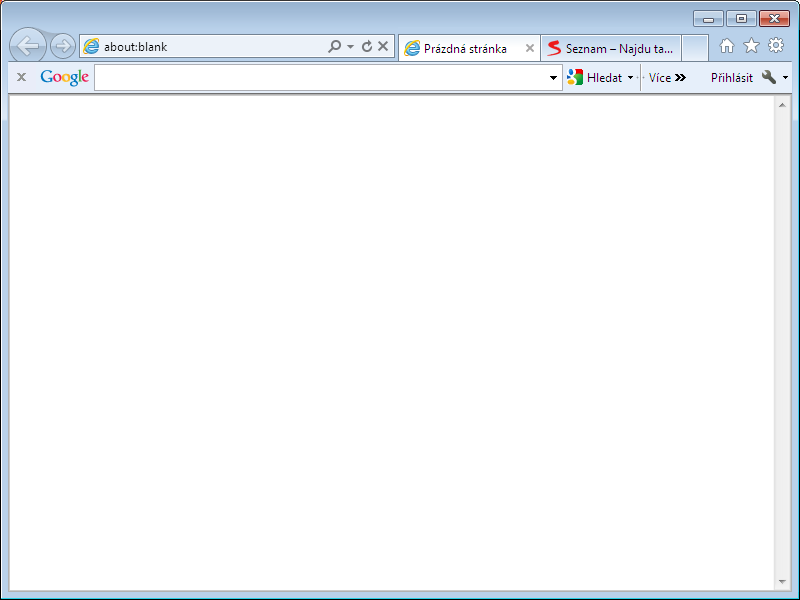 about:blank
Prázdná stránka
Seznam – Najdu ta...
Google
Hledat
Více
Přihlásit